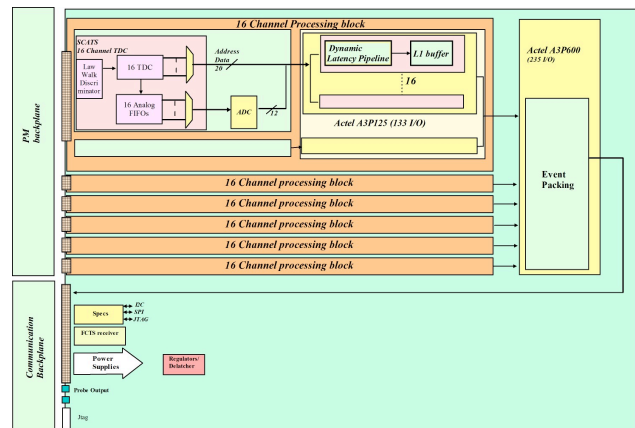 16 Channel Processing block
SCATS
16 Channel TDC
Law
Walk
Discri
minator
16 TDC
16 Analog
FIFOs
Address
Data
20
ADC
12
Dynamic
Latency Pipeline
L1 buffer
16
Actel A3P125 (133 I/O)
Actel A3P600
(235 I/O)
Event
Packing
PM
backplane
16 Channel processing block
16 Channel processing block
16 Channel processing block
16 Channel processing block
16 Channel processing block
Communication
Backplane
Specs
I2C
SPI
JTAG
FCTS receiver
Power
Supplies
Regulators/
Delatcher
Probe Output
Jtag